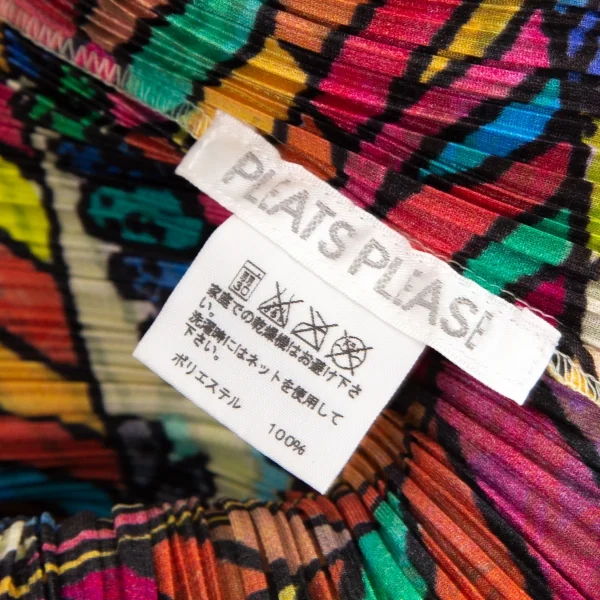 PLEATS PLEASE
家庭での乾燥機はお避け下さ
い。
洗濯時にはネットを使用して
下さい。
ポリエステル 100%